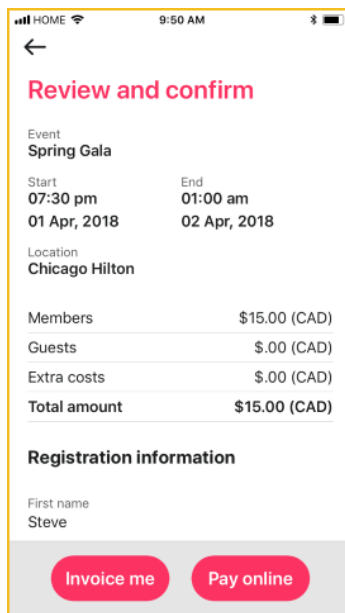 HOME 9:50 AM
Review and confirm
Event
Spring Gala
Start End
07:30 pm 01:00 am
01 Apr, 2018 02 Apr, 2018
Location
Chicago Hilton
Members $15.00 (CAD)
Guests $.00 (CAD)
Extra costs $.00 (CAD)
Total amount $15.00 (CAD)
Registration information
First name
Steve
Invoice me Pay online